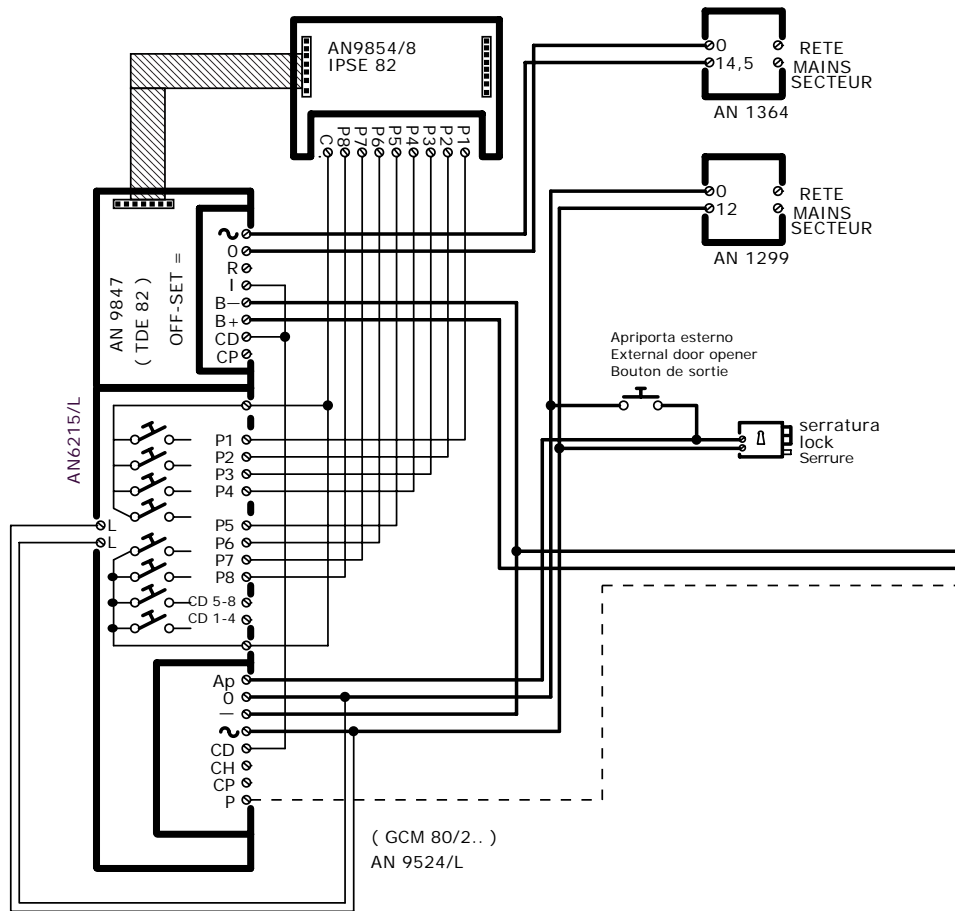 AN9854/8
IPSE 82
C
P8
P7
P6
P5
P4
P3
P2
P1
0
14,5
RETE
MAINS
SECTEUR
AN 1364
0
12
RETE
MAINS
SECTEUR
AN 1299
AN 9847
( TDE 82 )
OFF-SET =
~
0
R
I
B−
B+
CD
CP
Apriporta esterno
External door opener
Bouton de sortie
serratura
lock
Serrure
AN6215/L
P1
P2
P3
P4
L
P5
L
P6
P7
P8
CD 5-8
CD 1-4
Ap
0
−
~
CD
CH
CP
P
( GCM 80/2.. )
AN 9524/L